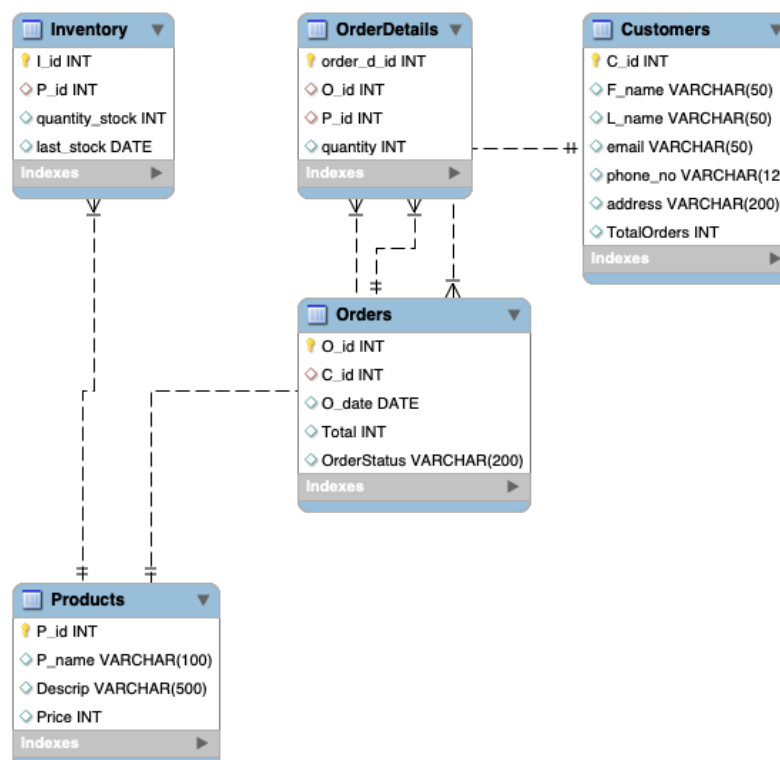 Inventory
I_id INT
P_id INT
quantity_stock INT
last_stock DATE
Indexes
OrderDetails
order_d_id INT
O_id INT
P_id INT
quantity INT
Indexes
Customers
C_id INT
F_name VARCHAR(50)
L_name VARCHAR(50)
email VARCHAR(50)
phone_no VARCHAR(12
address VARCHAR(200)
TotalOrders INT
Indexes
Orders
O_id INT
C_id INT
O_date DATE
Total INT
OrderStatus VARCHAR(200)
Indexes
Products
P_id INT
P_name VARCHAR(100)
Descrip VARCHAR(500)
Price INT
Indexes